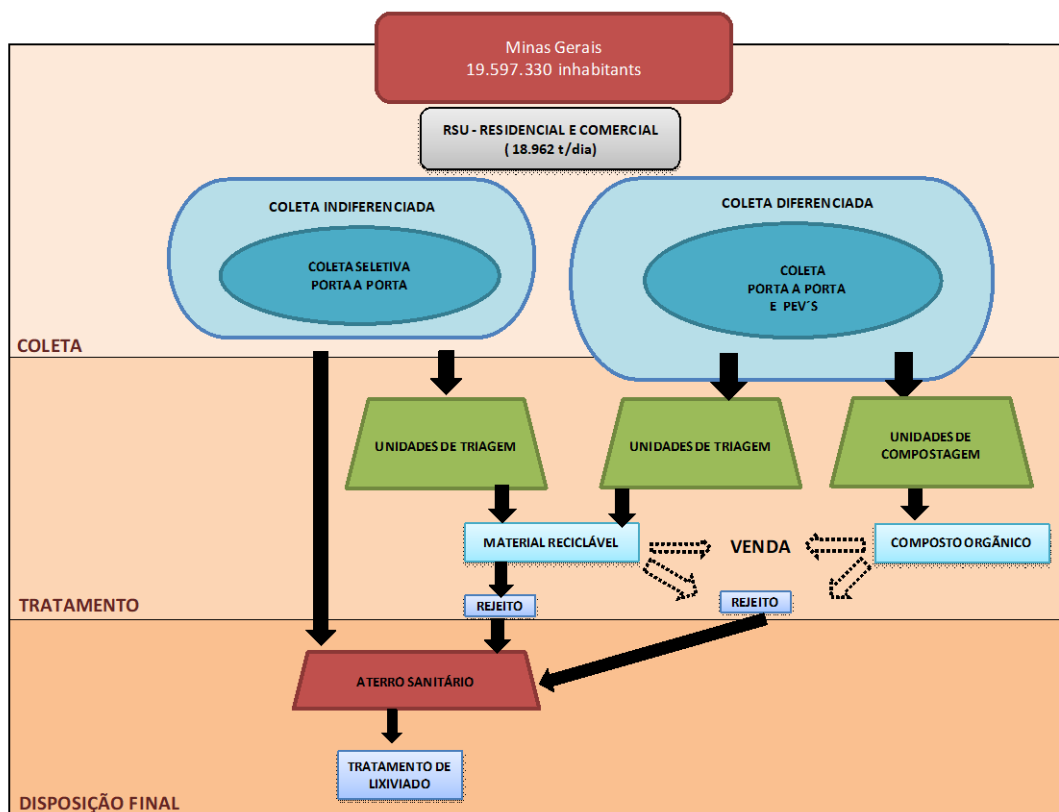 Minas Gerais
19.597.330 inhabitants
RSU - RESIDENCIAL E COMERCIAL
( 18.962 t/dia)
COLETA INDIFERENCIADA
COLETA SELETIVA
PORTA A PORTA
COLETA DIFERENCIADA
COLETA
PORTA A PORTA
E PEV´S
COLETA
UNIDADES DE TRIAGEM
UNIDADES DE TRIAGEM
UNIDADES DE
COMPOSTAGEM
MATERIAL RECICLÁVEL
VENDA
COMPOSTO ORGÃNICO
REJEITO
REJEITO
TRATAMENTO
ATERRO SANITÁRIO
TRATAMENTO DE
LIXIVIADO
DISPOSIÇÃO FINAL